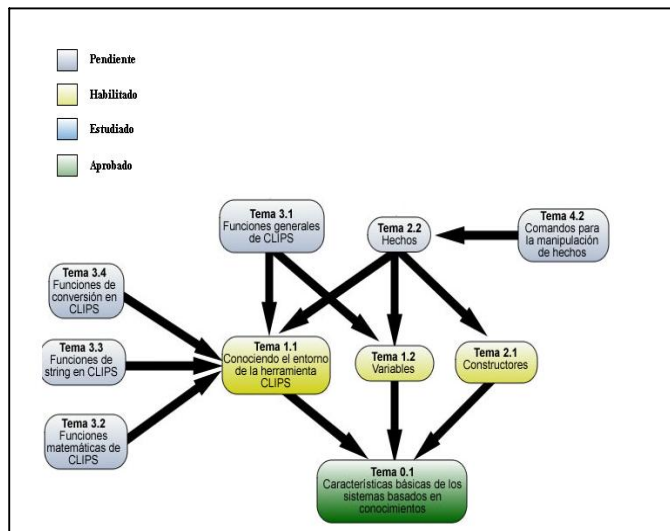 Pendiente
Habilitado
Estudiado
Aprobado
Tema 3.1
Funciones generales
de CLIPS
Tema 2.2
Hechos
Tema 4.2
Comandos para
la manipulación
de hechos
Tema 3.4
Funciones de
conversión en
CLIPS
Tema 3.3
Funciones de
string en CLIPS
Tema 3.2
Funciones
matemáticas de
CLIPS
Tema 1.1
Conociendo el entorno
de la herramienta
CLIPS
Tema 1.2
Variables
Tema 2.1
Constructores
Tema 0.1
Características básicas de los
sistemas basados en
conocimientos